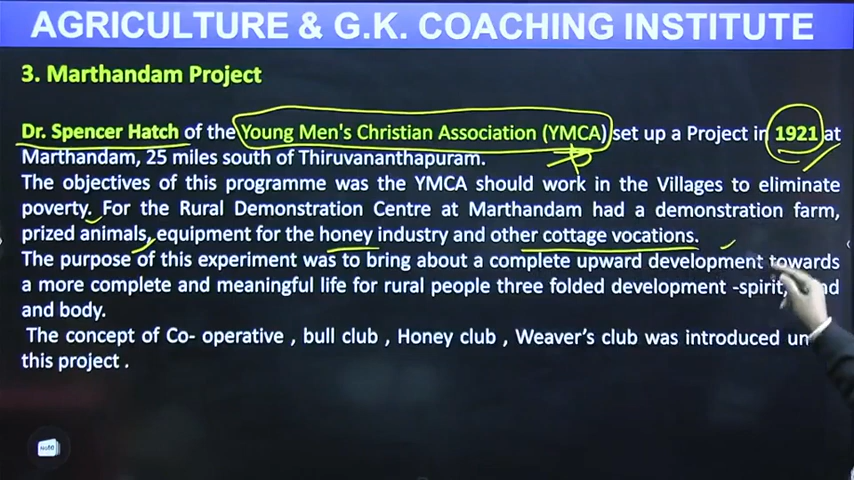 AGRICULTURE & G.K. COACHING INSTITUTE
3. Marthandam Project
Dr. Spencer Hatch of the Young Men's Christian Association (YMCA) set up a Project in 1921 at
Marthandam, 25 miles south of Thiruvananthapuram.
The objectives of this programme was the YMCA should work in the Villages to eliminate
poverty. For the Rural Demonstration Centre at Marthandam had a demonstration farm,
prized animals, equipment for the honey industry and other cottage vocations.
The purpose of this experiment was to bring about a complete upward development towards
a more complete and meaningful life for rural people three folded development -spirit,
and body.
The concept of Co- operative , bull club , Honey club , Weaver's club was introduced
this project .
Note